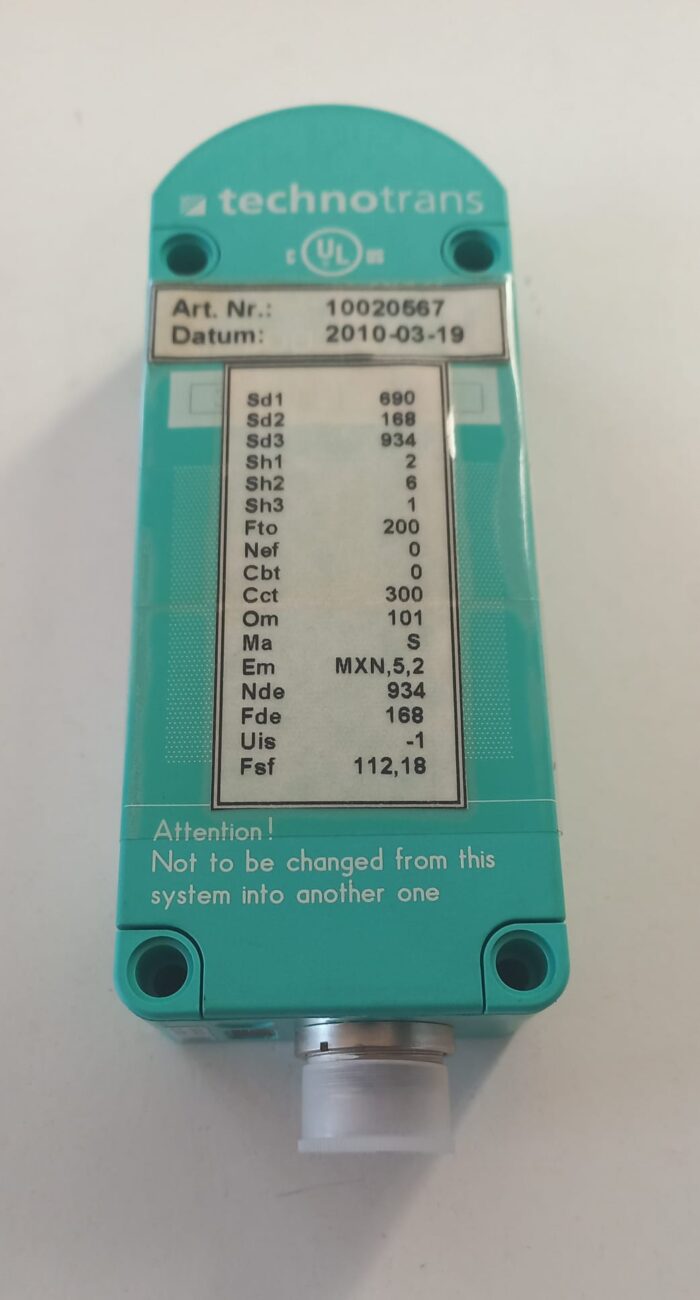 technotrans
c UL us
Art. Nr.: 10020567
Datum: 2010-03-19
Sd1 690
Sd2 168
Sd3 934
Sh1 2
Sh2 6
Sh3 1
Fto 200
Nef 0
Cbt 0
Cct 300
Om 101
Ma S
Em MXN,5,2
Nde 934
Fde 168
Uis -1
Fsf 112,18
Attention!
Not to be changed from this
system into another one